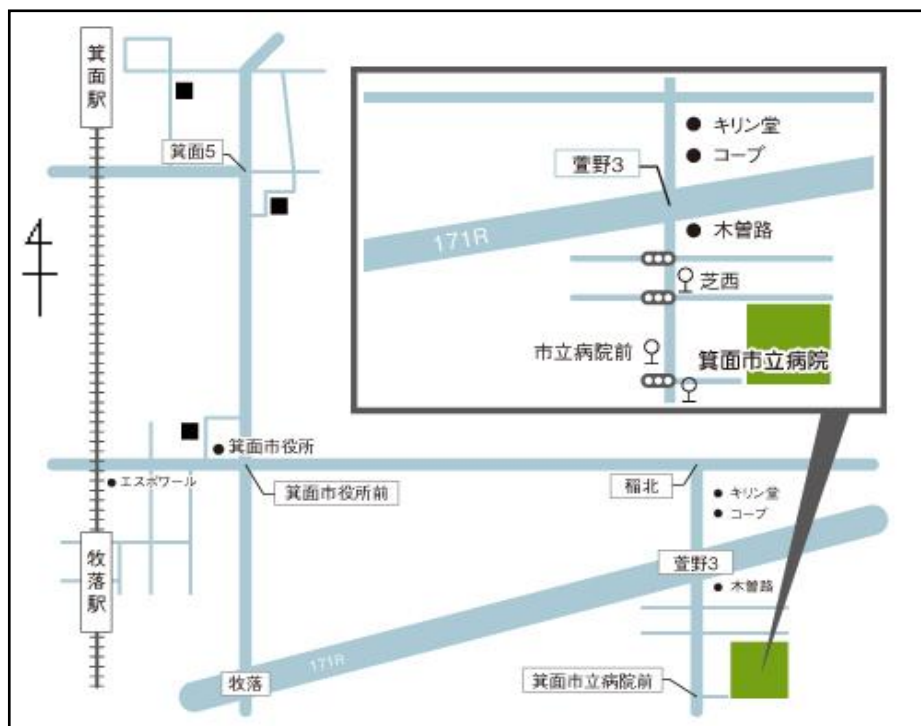 箕面駅
箕面5
キリン堂
コープ
萱野3
171R
木曽路
芝西
市立病院前
箕面市立病院
箕面市役所
エスポワール
箕面市役所前
稲北
キリン堂
コープ
牧落駅
萱野3
木曽路
171R
牧落
箕面市立病院前